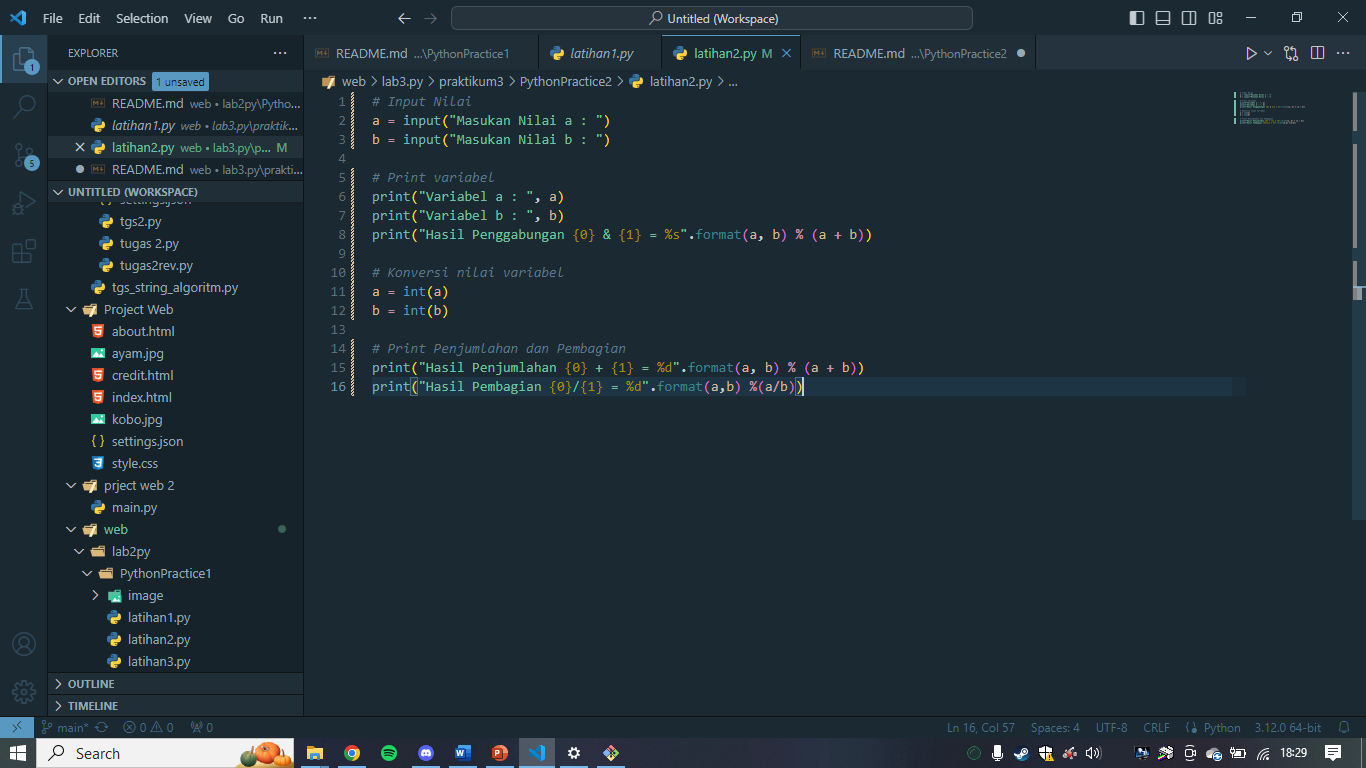 File Edit Selection View Go Run ···
Untitled (Workspace)
EXPLORER ···
OPEN EDITORS 1 unsaved
README.md web • lab2py\Pytho...
latihan1.py web • lab3.py\praktik...
latihan2.py web • lab3.py\p... M
README.md web • lab3.py\prakti...
UNTITLED (WORKSPACE)
settings.json
tgs2.py
tugas 2.py
tugas2rev.py
tgs_string_algoritm.py
Project Web
about.html
ayam.jpg
credit.html
index.html
kobo.jpg
settings.json
style.css
prject web 2
main.py
web
lab2py
PythonPractice1
image
latihan1.py
latihan2.py
latihan3.py
OUTLINE
TIMELINE
1
5
README.md ...\PythonPractice1
latihan1.py
latihan2.py M
README.md ...\PythonPractice2
web > lab3.py > praktikum3 > PythonPractice2 > latihan2.py > ...
1 # Input Nilai
2 a = input("Masukan Nilai a : ")
3 b = input("Masukan Nilai b : ")
4
5 # Print variabel
6 print("Variabel a : ", a)
7 print("Variabel b : ", b)
8 print("Hasil Penggabungan {0} & {1} = %s".format(a, b) % (a + b))
9
10 # Konversi nilai variabel
11 a = int(a)
12 b = int(b)
13
14 # Print Penjumlahan dan Pembagian
15 print("Hasil Penjumlahan {0} + {1} = %d".format(a, b) % (a + b))
16 print("Hasil Pembagian {0}/{1} = %d".format(a,b) %(a/b))
main* 0 0 0
Ln 16, Col 57 Spaces: 4 UTF-8 CRLF Python 3.12.0 64-bit
Search
18:29